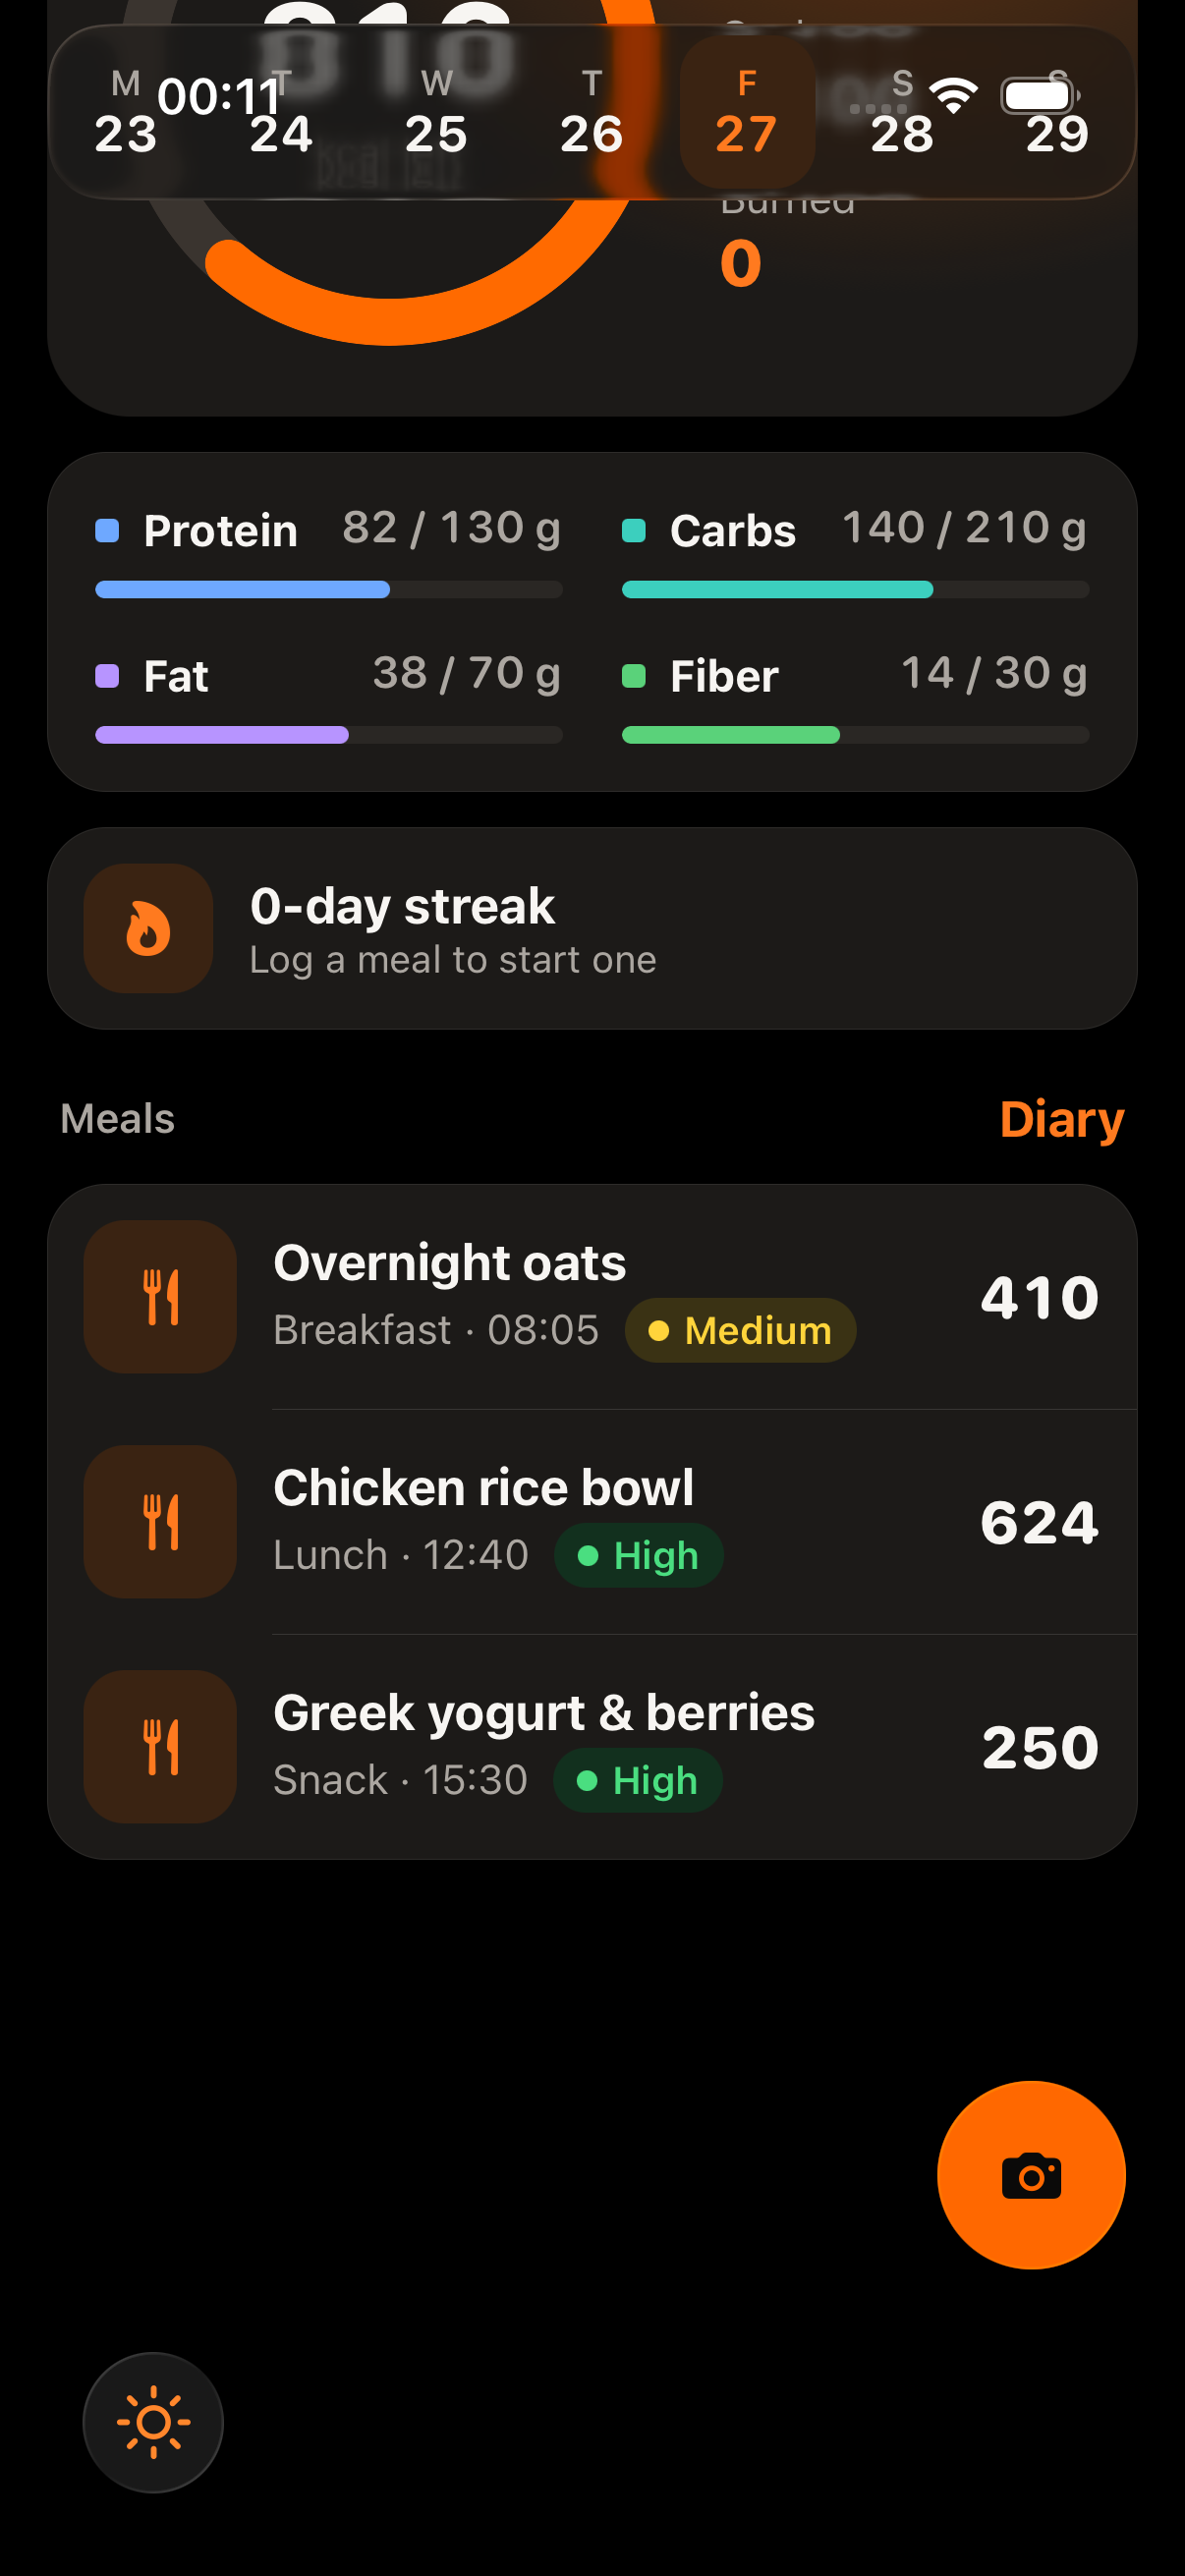 00:11
M T W T F S S
23 24 25 26 27 28 29
Burned
0
Protein 82 / 130 g
Carbs 140 / 210 g
Fat 38 / 70 g
Fiber 14 / 30 g
0-day streak
Log a meal to start one
Meals
Diary
Overnight oats
Breakfast · 08:05 Medium
410
Chicken rice bowl
Lunch · 12:40 High
624
Greek yogurt & berries
Snack · 15:30 High
250